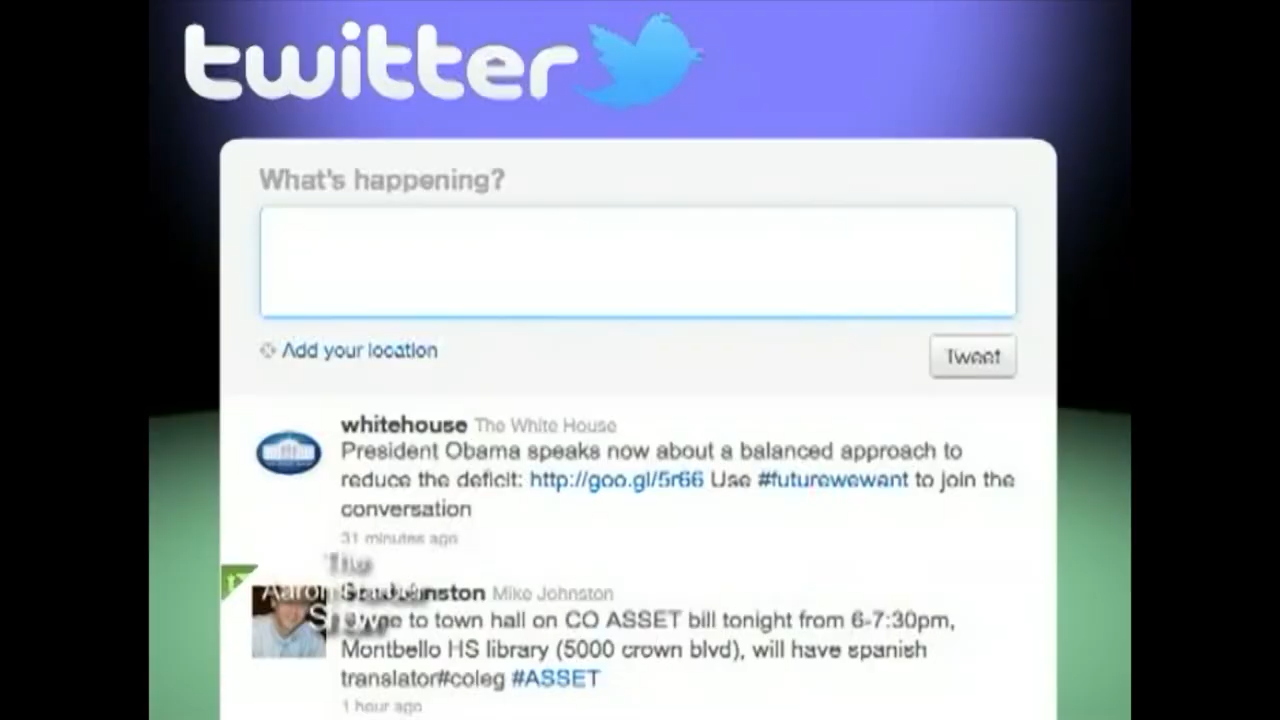 twitter
What's happening?
Add your location
Tweet
whitehouse The White House
President Obama speaks now about a balanced approach to
reduce the deficit: http://goo.gl/5r66 Use #futurewewant to join the
conversation
31 minutes ago
The
Aaron
Show
Mike Johnston
to town hall on CO ASSET bill tonight from 6-7:30pm,
Montbello HS library (5000 crown blvd), will have spanish
translator#coleg #ASSET
1 hour ago